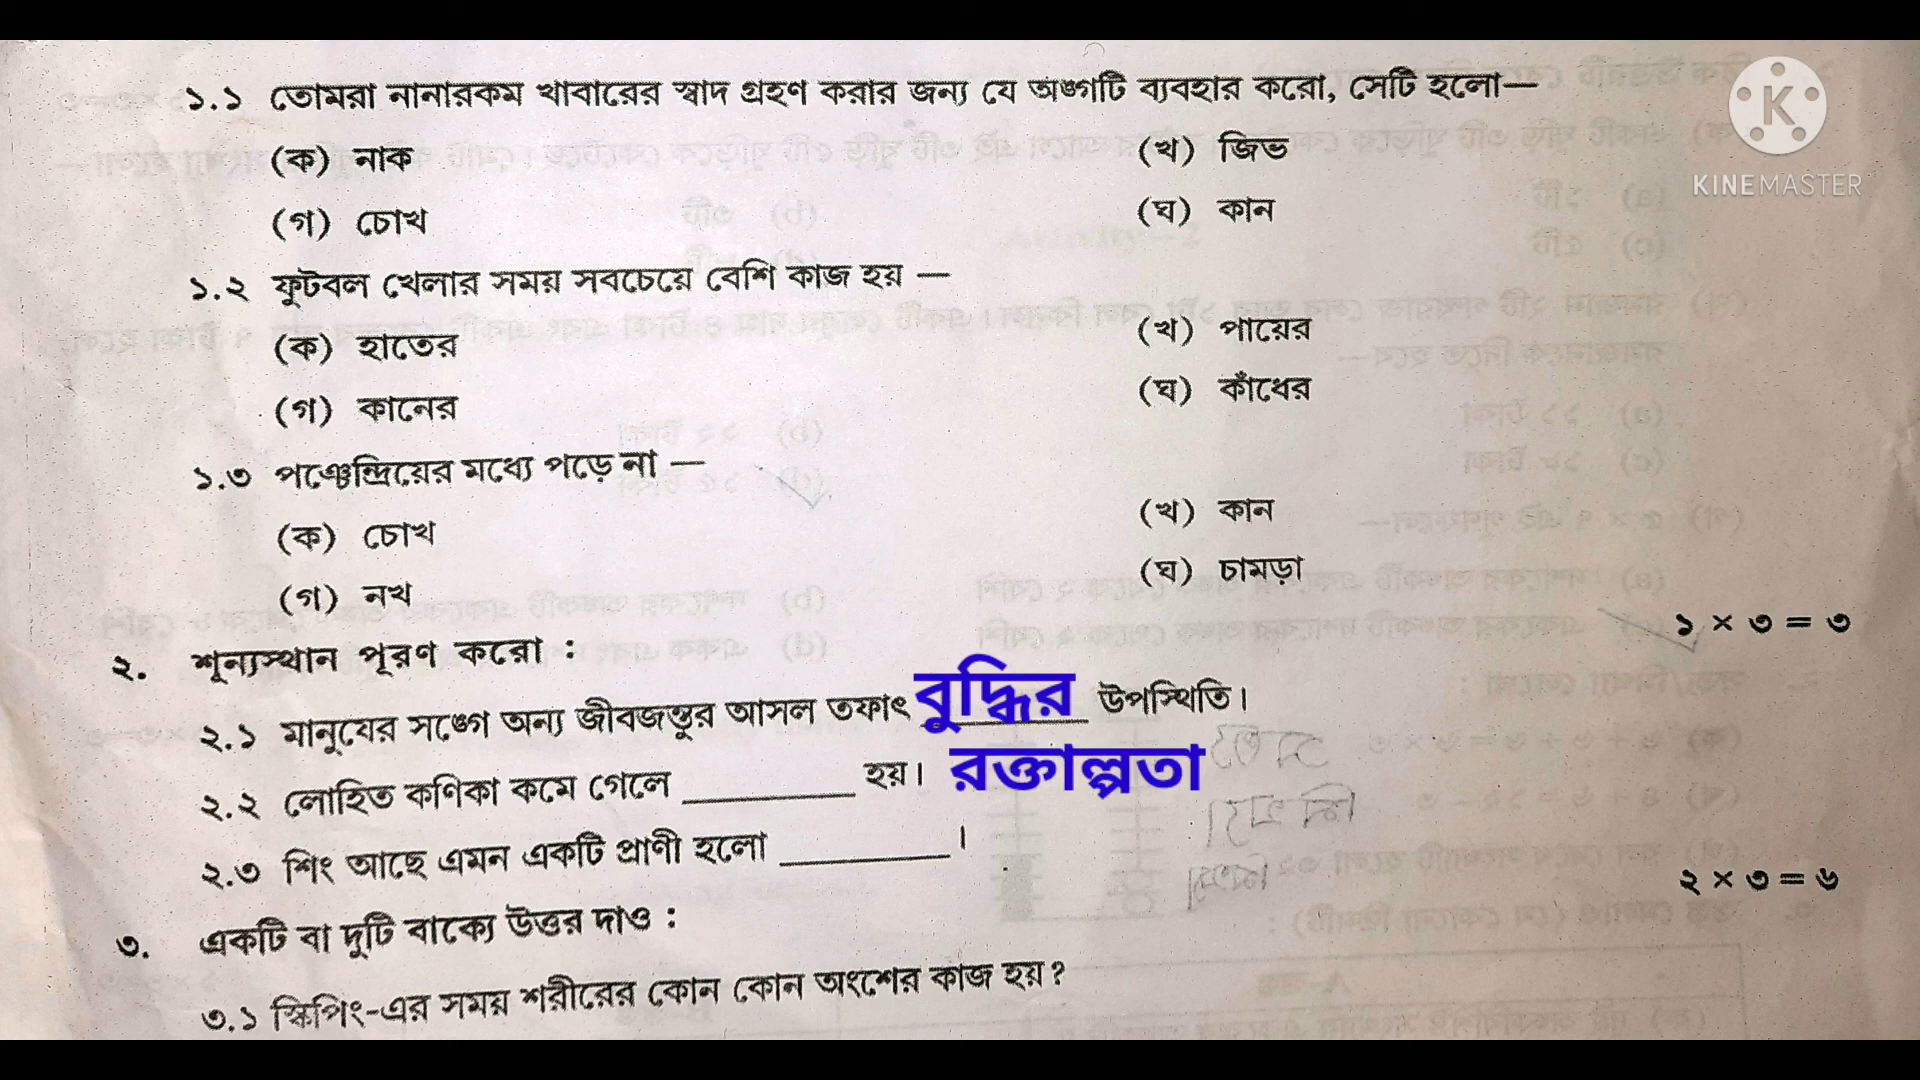 ১.১ তোমরা নানারকম খাবারের স্বাদ গ্রহণ করার জন্য যে অঙ্গটি ব্যবহার করো, সেটি হলো—
(ক) নাক (খ) জিভ
(গ) চোখ (ঘ) কান
১.২ ফুটবল খেলার সময় সবচেয়ে বেশি কাজ হয় —
(ক) হাতের (খ) পায়ের
(গ) কানের (ঘ) কাঁধের
১.৩ পঞ্চেন্দ্রিয়ের মধ্যে পড়ে না —
(ক) চোখ (খ) কান
(গ) নখ (ঘ) চামড়া
২. শূন্যস্থান পূরণ করো : ১ × ৩ = ৩
২.১ মানুষের সঙ্গে অন্য জীবজন্তুর আসল তফাৎ বুদ্ধির উপস্থিতি।
২.২ লোহিত কণিকা কমে গেলে __________ হয়। রক্তাল্পতা
২.৩ শিং আছে এমন একটি প্রাণী হলো __________ ।
৩. একটি বা দুটি বাক্যে উত্তর দাও : ২ × ৩ = ৬
৩.১ স্কিপিং-এর সময় শরীরের কোন কোন অংশের কাজ হয়?
K
KINEMASTER